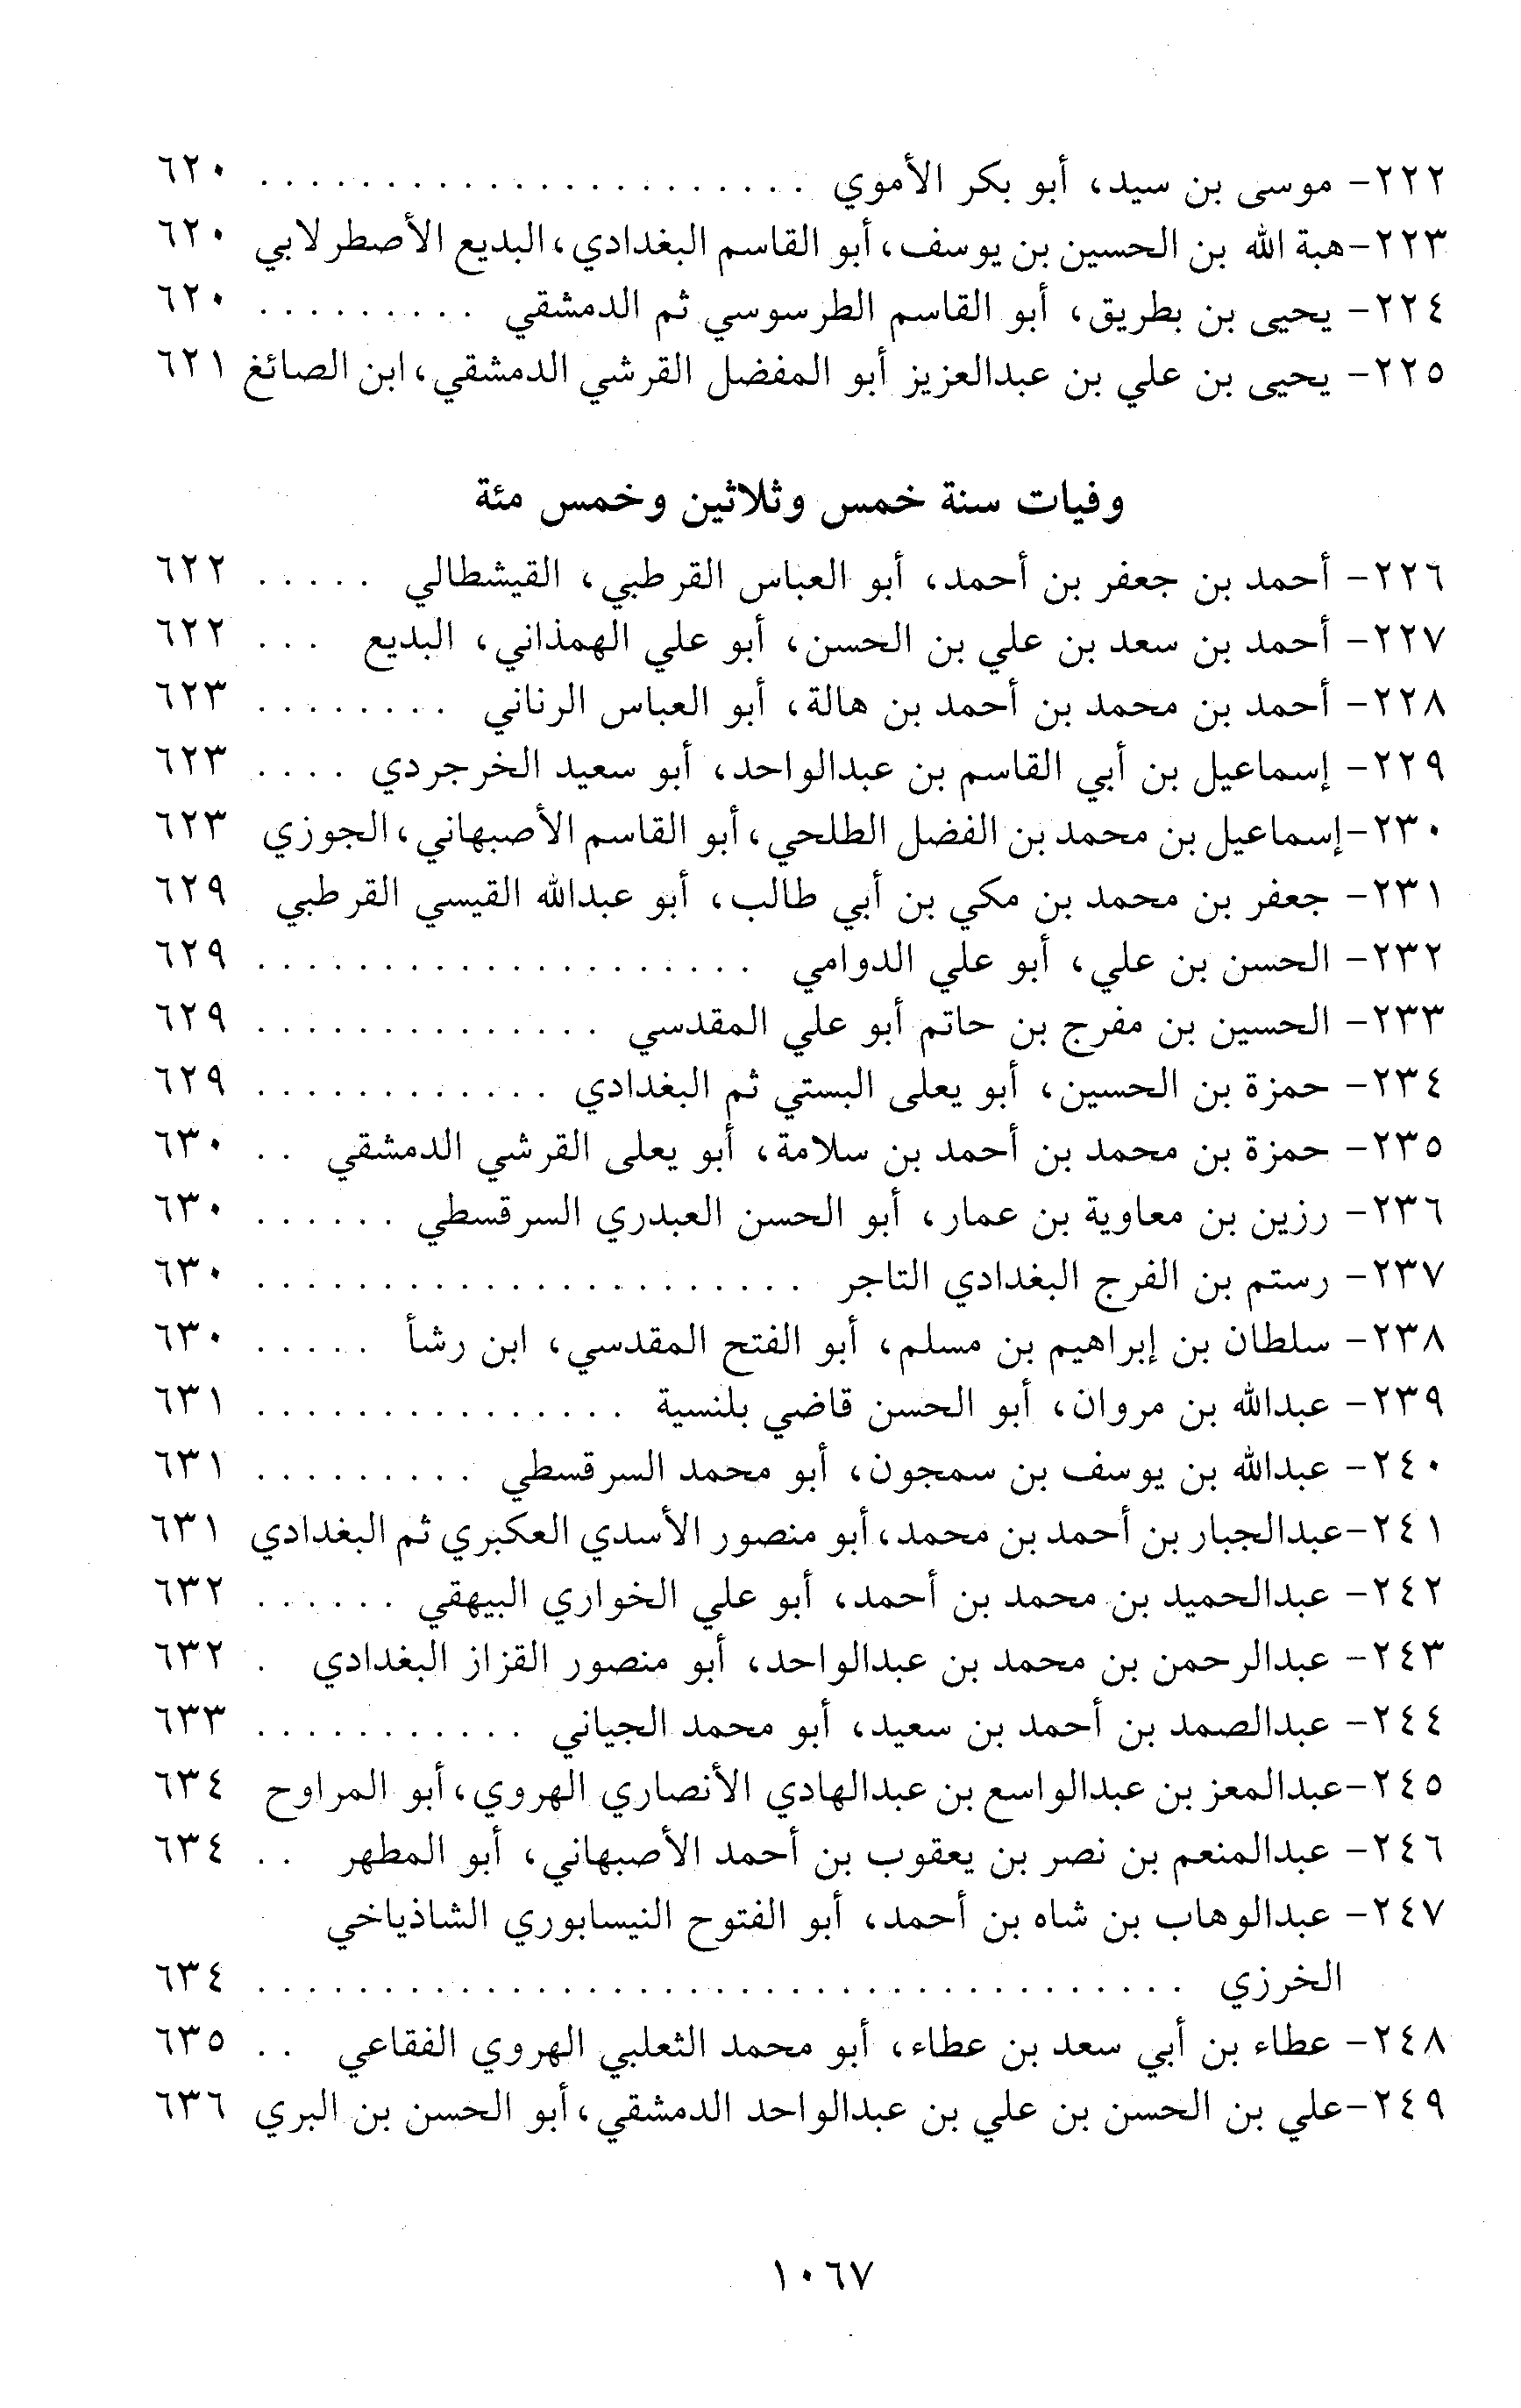 ٢٢٢- موسى بن سيد، أبو بكر الأموي . . . . . . . . . . . . . . . . . . . . . . ٦٢٠
٢٢٣-هبة الله بن الحسين بن يوسف، أبو القاسم البغدادي، البديع الأصطرلابي ٦٢٠
٢٢٤- يحيى بن بطريق، أبو القاسم الطرسوسي ثم الدمشقي . . . . . . . . . ٦٢٠
٢٢٥- يحيى بن علي بن عبدالعزيز أبو المفضل القرشي الدمشقي، ابن الصائغ ٦٢١
وفيات سنة خمس وثلاثين وخمس مئة
٢٢٦- أحمد بن جعفر بن أحمد، أبو العباس القرطبي، القيشطالي . . . . . ٦٢٢
٢٢٧- أحمد بن سعد بن علي بن الحسن، أبو علي الهمذاني، البديع . . . ٦٢٢
٢٢٨- أحمد بن محمد بن أحمد بن هالة، أبو العباس الرناني . . . . . . . . ٦٢٣
٢٢٩- إسماعيل بن أبي القاسم بن عبدالواحد، أبو سعيد الخرجردي . . . . ٦٢٣
٢٣٠-إسماعيل بن محمد بن الفضل الطلحي، أبو القاسم الأصبهاني، الجوزي ٦٢٣
٢٣١- جعفر بن محمد بن مكي بن أبي طالب، أبو عبدالله القيسي القرطبي ٦٢٩
٢٣٢- الحسن بن علي، أبو علي الدوامي . . . . . . . . . . . . . . . . . . . . ٦٢٩
٢٣٣- الحسين بن مفرج بن حاتم أبو علي المقدسي . . . . . . . . . . . . . . ٦٢٩
٢٣٤- حمزة بن الحسين، أبو يعلى البستي ثم البغدادي . . . . . . . . . . . . ٦٢٩
٢٣٥- حمزة بن محمد بن أحمد بن سلامة، أبو يعلى القرشي الدمشقي . . ٦٣٠
٢٣٦- رزين بن معاوية بن عمار، أبو الحسن العبدري السرقسطي . . . . . . ٦٣٠
٢٣٧- رستم بن الفرج البغدادي التاجر . . . . . . . . . . . . . . . . . . . . . . ٦٣٠
٢٣٨- سلطان بن إبراهيم بن مسلم، أبو الفتح المقدسي، ابن رشأ . . . . . ٦٣٠
٢٣٩- عبدالله بن مروان، أبو الحسن قاضي بلنسية . . . . . . . . . . . . . . . ٦٣١
٢٤٠- عبدالله بن يوسف بن سمجون، أبو محمد السرقسطي . . . . . . . . . ٦٣١
٢٤١-عبدالجبار بن أحمد بن محمد، أبو منصور الأسدي العكبري ثم البغدادي ٦٣١
٢٤٢- عبدالحميد بن محمد بن أحمد، أبو علي الخواري البيهقي . . . . . . ٦٣٢
٢٤٣- عبدالرحمن بن محمد بن عبدالواحد، أبو منصور القزاز البغدادي . ٦٣٢
٢٤٤- عبدالصمد بن أحمد بن سعيد، أبو محمد الجياني . . . . . . . . . . . ٦٣٣
٢٤٥-عبدالمعز بن عبدالواسع بن عبدالهادي الأنصاري الهروي، أبو المراوح ٦٣٤
٢٤٦- عبدالمنعم بن نصر بن يعقوب بن أحمد الأصبهاني، أبو المطهر . . ٦٣٤
٢٤٧- عبدالوهاب بن شاه بن أحمد، أبو الفتوح النيسابوري الشاذياخي
الخرزي . . . . . . . . . . . . . . . . . . . . . . . . . . . . . . . . . . . . . ٦٣٤
٢٤٨- عطاء بن أبي سعد بن عطاء، أبو محمد الثعلبي الهروي الفقاعي . . ٦٣٥
٢٤٩-علي بن الحسن بن علي بن عبدالواحد الدمشقي، أبو الحسن بن البري ٦٣٦
١٠٦٧